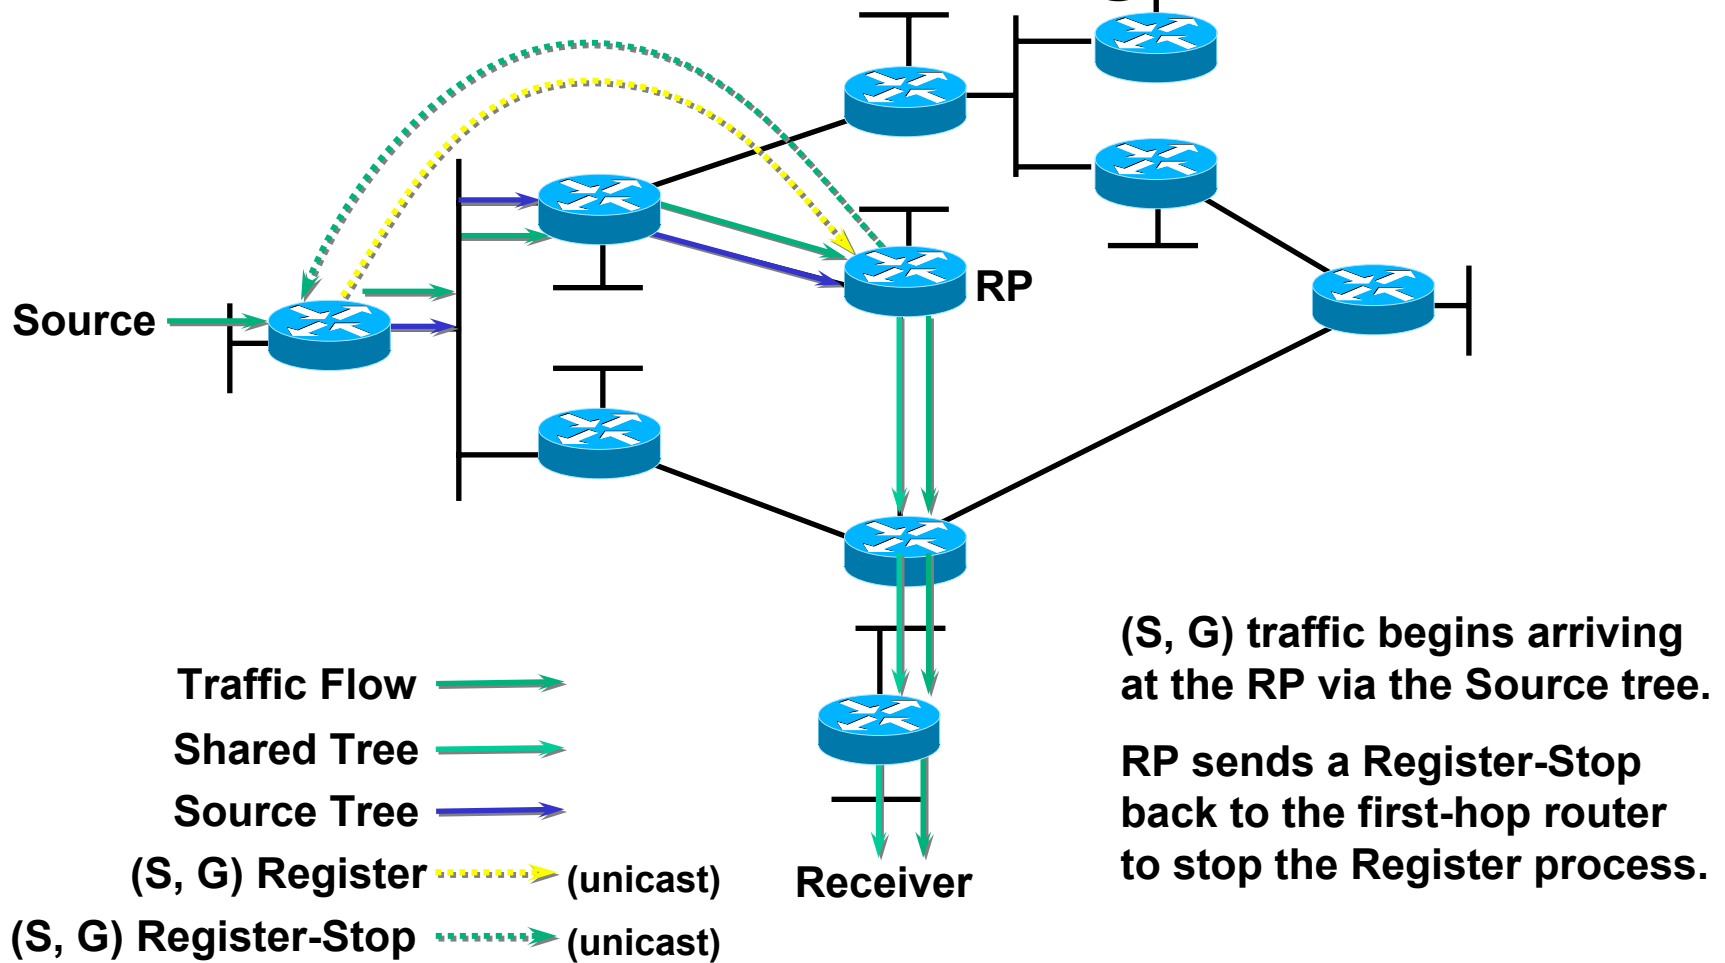 Source
RP
Traffic Flow
Shared Tree
Source Tree
(S, G) Register
(unicast)
(S, G) Register-Stop
(unicast)
Receiver
(S, G) traffic begins arriving
at the RP via the Source tree.
RP sends a Register-Stop
back to the first-hop router
to stop the Register process.